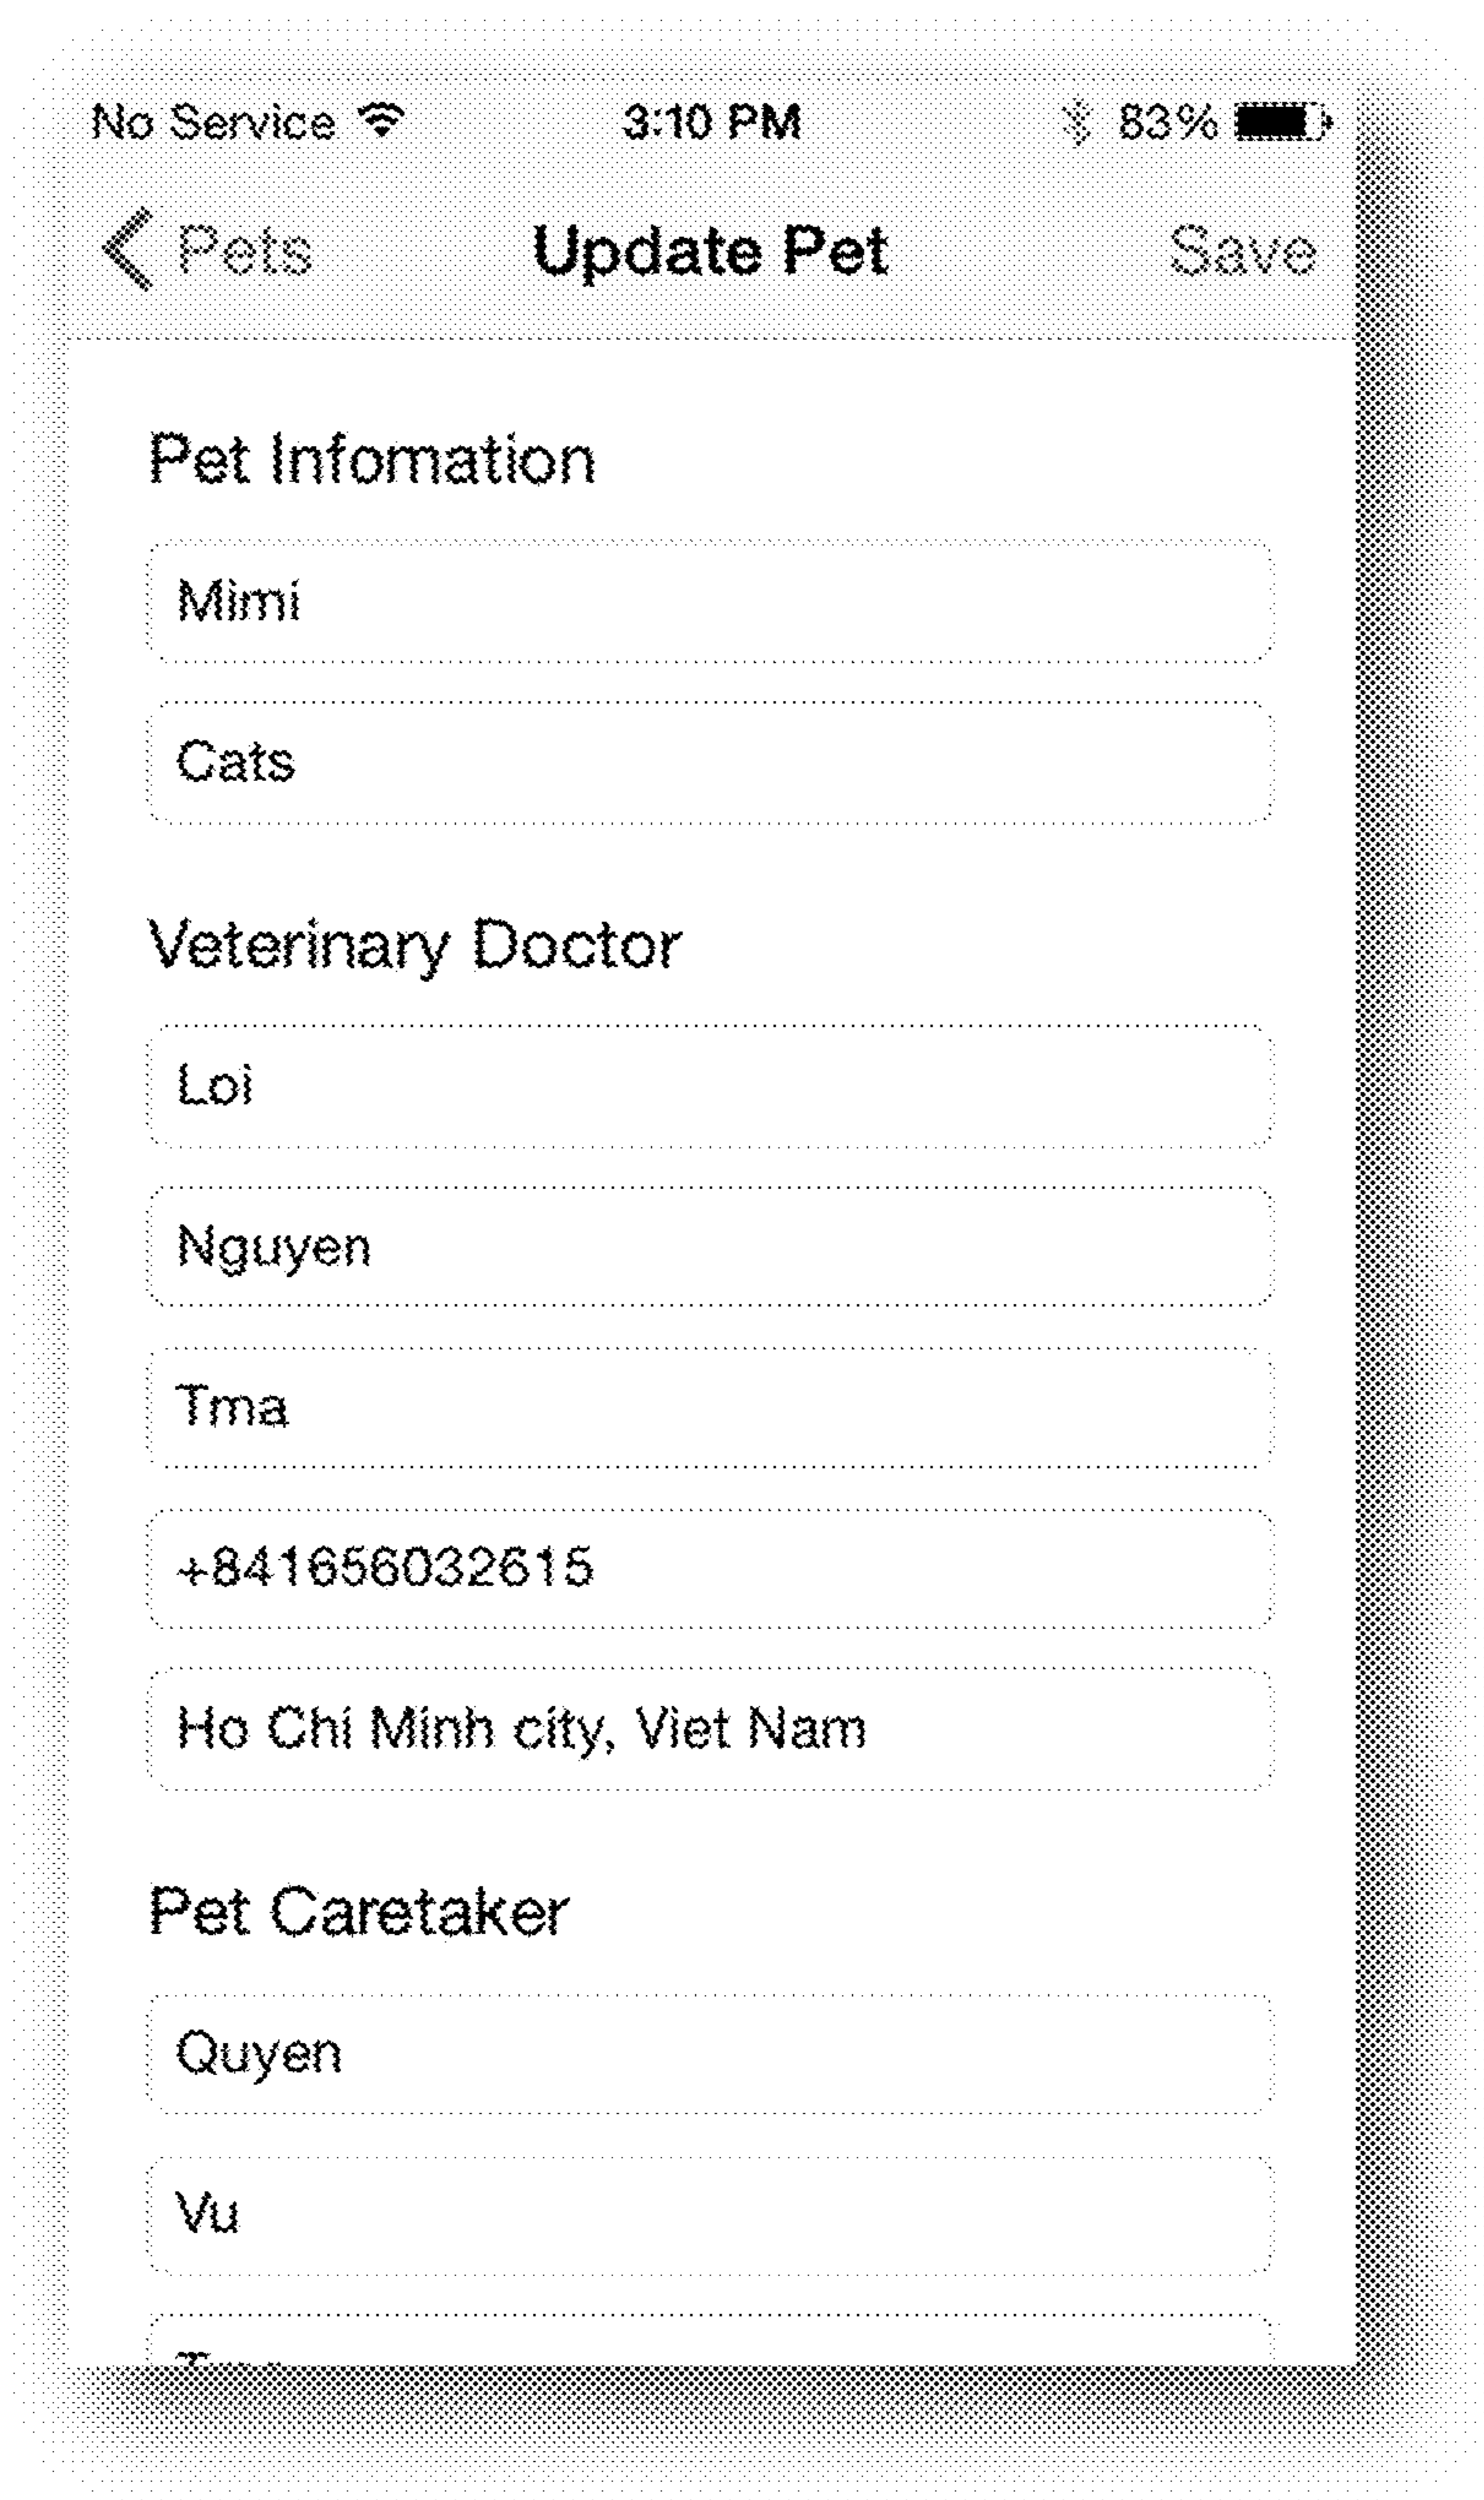 No Service 3:10 PM 83%
Pets Update Pet Save
Pet Infomation
Mimi
Cats
Veterinary Doctor
Loi
Nguyen
Tma
+841656032615
Ho Chi Minh city, Viet Nam
Pet Caretaker
Quyen
Vu